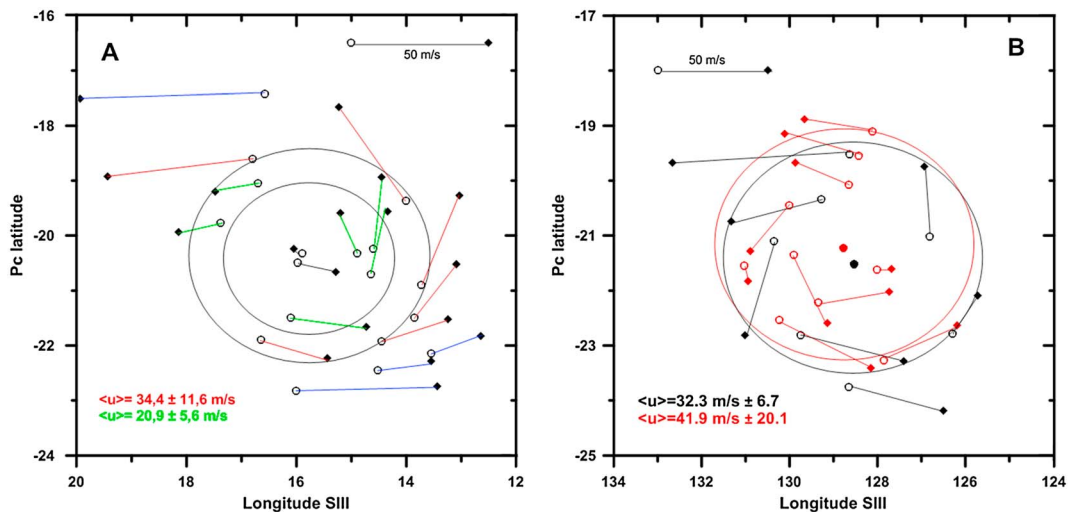 A
50 m/s
Pc latitude
-16
-18
-20
-22
-24
<u>= 34,4 ± 11,6 m/s
<u>= 20,9 ± 5,6 m/s
20 18 16 14 12
Longitude SIII
B
50 m/s
Pc latitude
-17
-19
-21
-23
-25
<u>=32.3 m/s ± 6.7
<u>=41.9 m/s ± 20.1
134 132 130 128 126 124
Longitude SIII